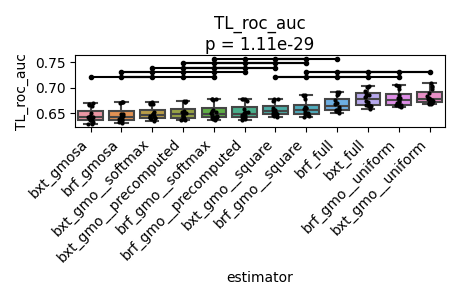 TL_roc_auc
p = 1.11e-29
TL_roc_auc
0.75
0.70
0.65
bxt_gmosa
brf_gmosa
bxt_gmo__softmax
bxt_gmo__precomputed
brf_gmo__softmax
brf_gmo__precomputed
bxt_gmo__square
brf_gmo__square
brf_full
bxt_full
brf_gmo__uniform
bxt_gmo__uniform
estimator